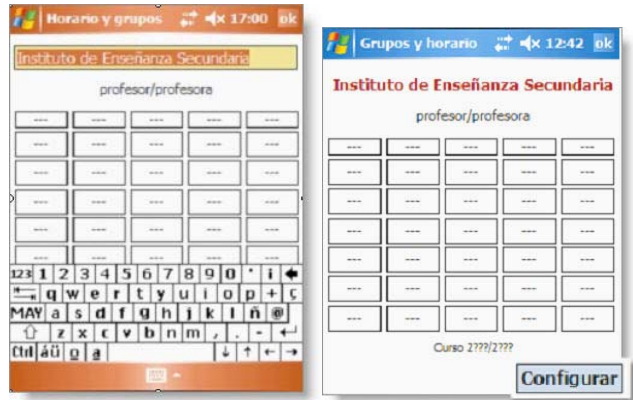 Horario y grupos 17:00 ok
Instituto de Enseñanza Secundaria
profesor/profesora
--- --- --- --- ---
--- --- --- --- ---
--- --- --- --- ---
--- --- --- --- ---
--- --- --- --- ---
--- --- --- --- ---
123 1 2 3 4 5 6 7 8 9 0 ' ¡
q w e r t y u i o p + ç
MAY a s d f g h j k l ñ @
z x c v b n m , . -
Ctrl áü º ª ↓ ↑ ← →
Grupos y horario 12:42 ok
Instituto de Enseñanza Secundaria
profesor/profesora
--- --- --- --- ---
--- --- --- --- ---
--- --- --- --- ---
--- --- --- --- ---
--- --- --- --- ---
--- --- --- --- ---
--- --- --- --- ---
Curso 2???/2???
Configurar